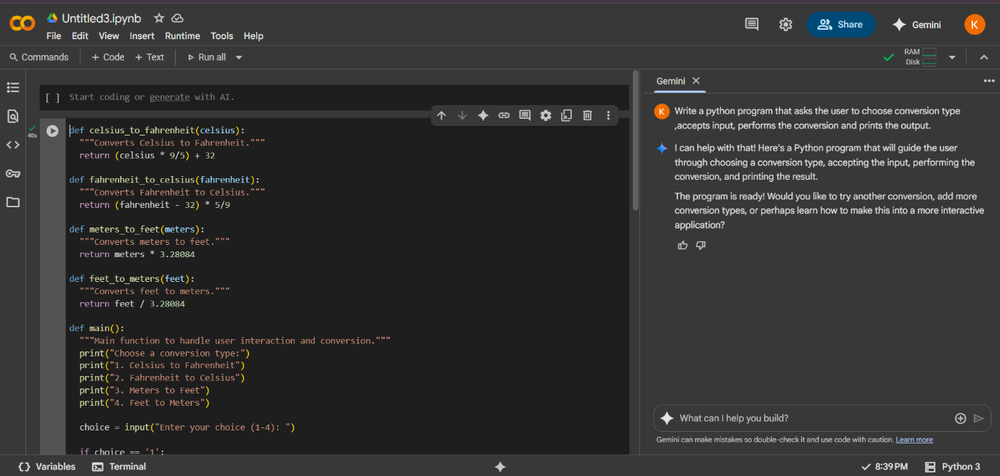 Untitled3.ipynb
File Edit View Insert Runtime Tools Help
Share
Gemini
K
Commands + Code + Text Run all
RAM
Disk
[ ] Start coding or generate with AI.
40s
def celsius_to_fahrenheit(celsius):
"""Converts Celsius to Fahrenheit."""
return (celsius * 9/5) + 32
def fahrenheit_to_celsius(fahrenheit):
"""Converts Fahrenheit to Celsius."""
return (fahrenheit - 32) * 5/9
def meters_to_feet(meters):
"""Converts meters to feet."""
return meters * 3.28084
def feet_to_meters(feet):
"""Converts feet to meters."""
return feet / 3.28084
def main():
"""Main function to handle user interaction and conversion."""
print("Choose a conversion type:")
print("1. Celsius to Fahrenheit")
print("2. Fahrenheit to Celsius")
print("3. Meters to Feet")
print("4. Feet to Meters")
choice = input("Enter your choice (1-4): ")
if choice == '1':
Gemini
K
Write a python program that asks the user to choose conversion type
,accepts input, performs the conversion and prints the output.
I can help with that! Here's a Python program that will guide the user
through choosing a conversion type, accepting the input, performing the
conversion, and printing the result.
The program is ready! Would you like to try another conversion, add more
conversion types, or perhaps learn how to make this into a more interactive
application?
What can I help you build?
Gemini can make mistakes so double-check it and use code with caution. Learn more
Variables Terminal
8:39 PM Python 3